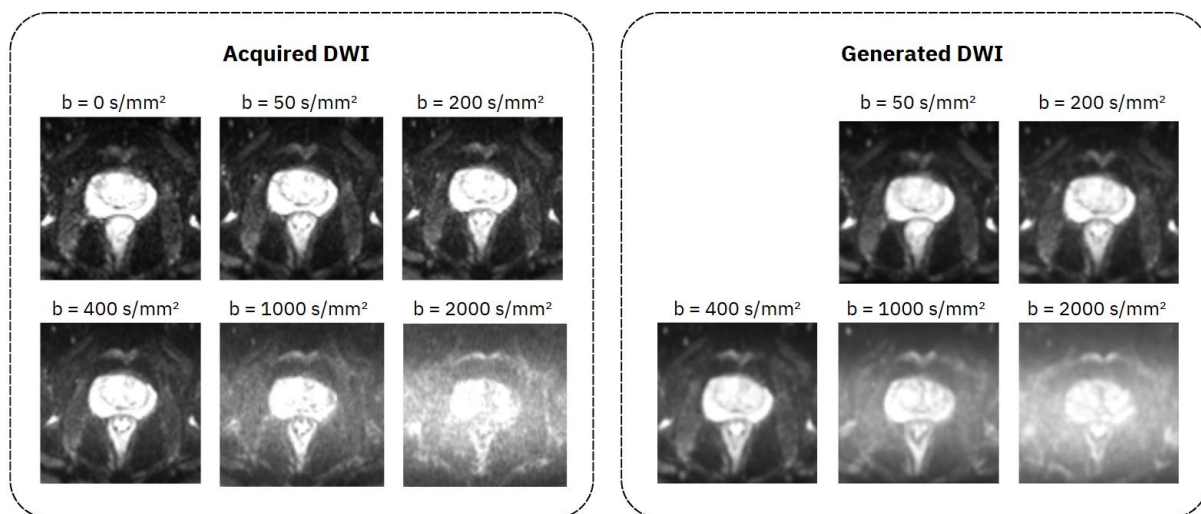 Acquired DWI
b = 0 s/mm²
b = 50 s/mm²
b = 200 s/mm²
b = 400 s/mm²
b = 1000 s/mm²
b = 2000 s/mm²
Generated DWI
b = 50 s/mm²
b = 200 s/mm²
b = 400 s/mm²
b = 1000 s/mm²
b = 2000 s/mm²